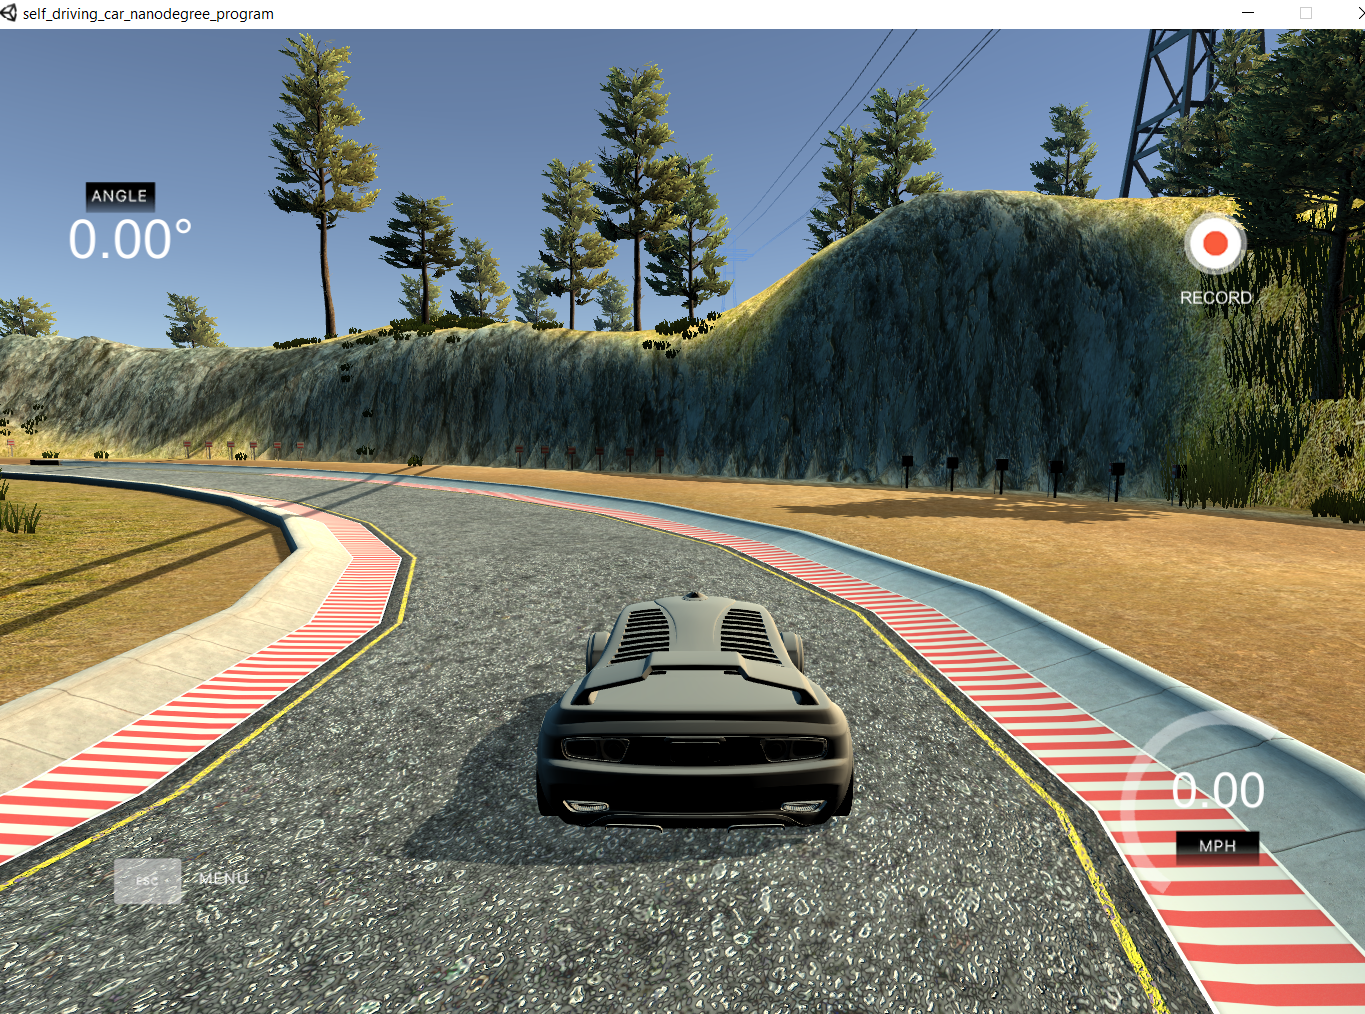 self_driving_car_nanodegree_program
ANGLE
0.00°
RECORD
0.00
MPH
ESC
MENU